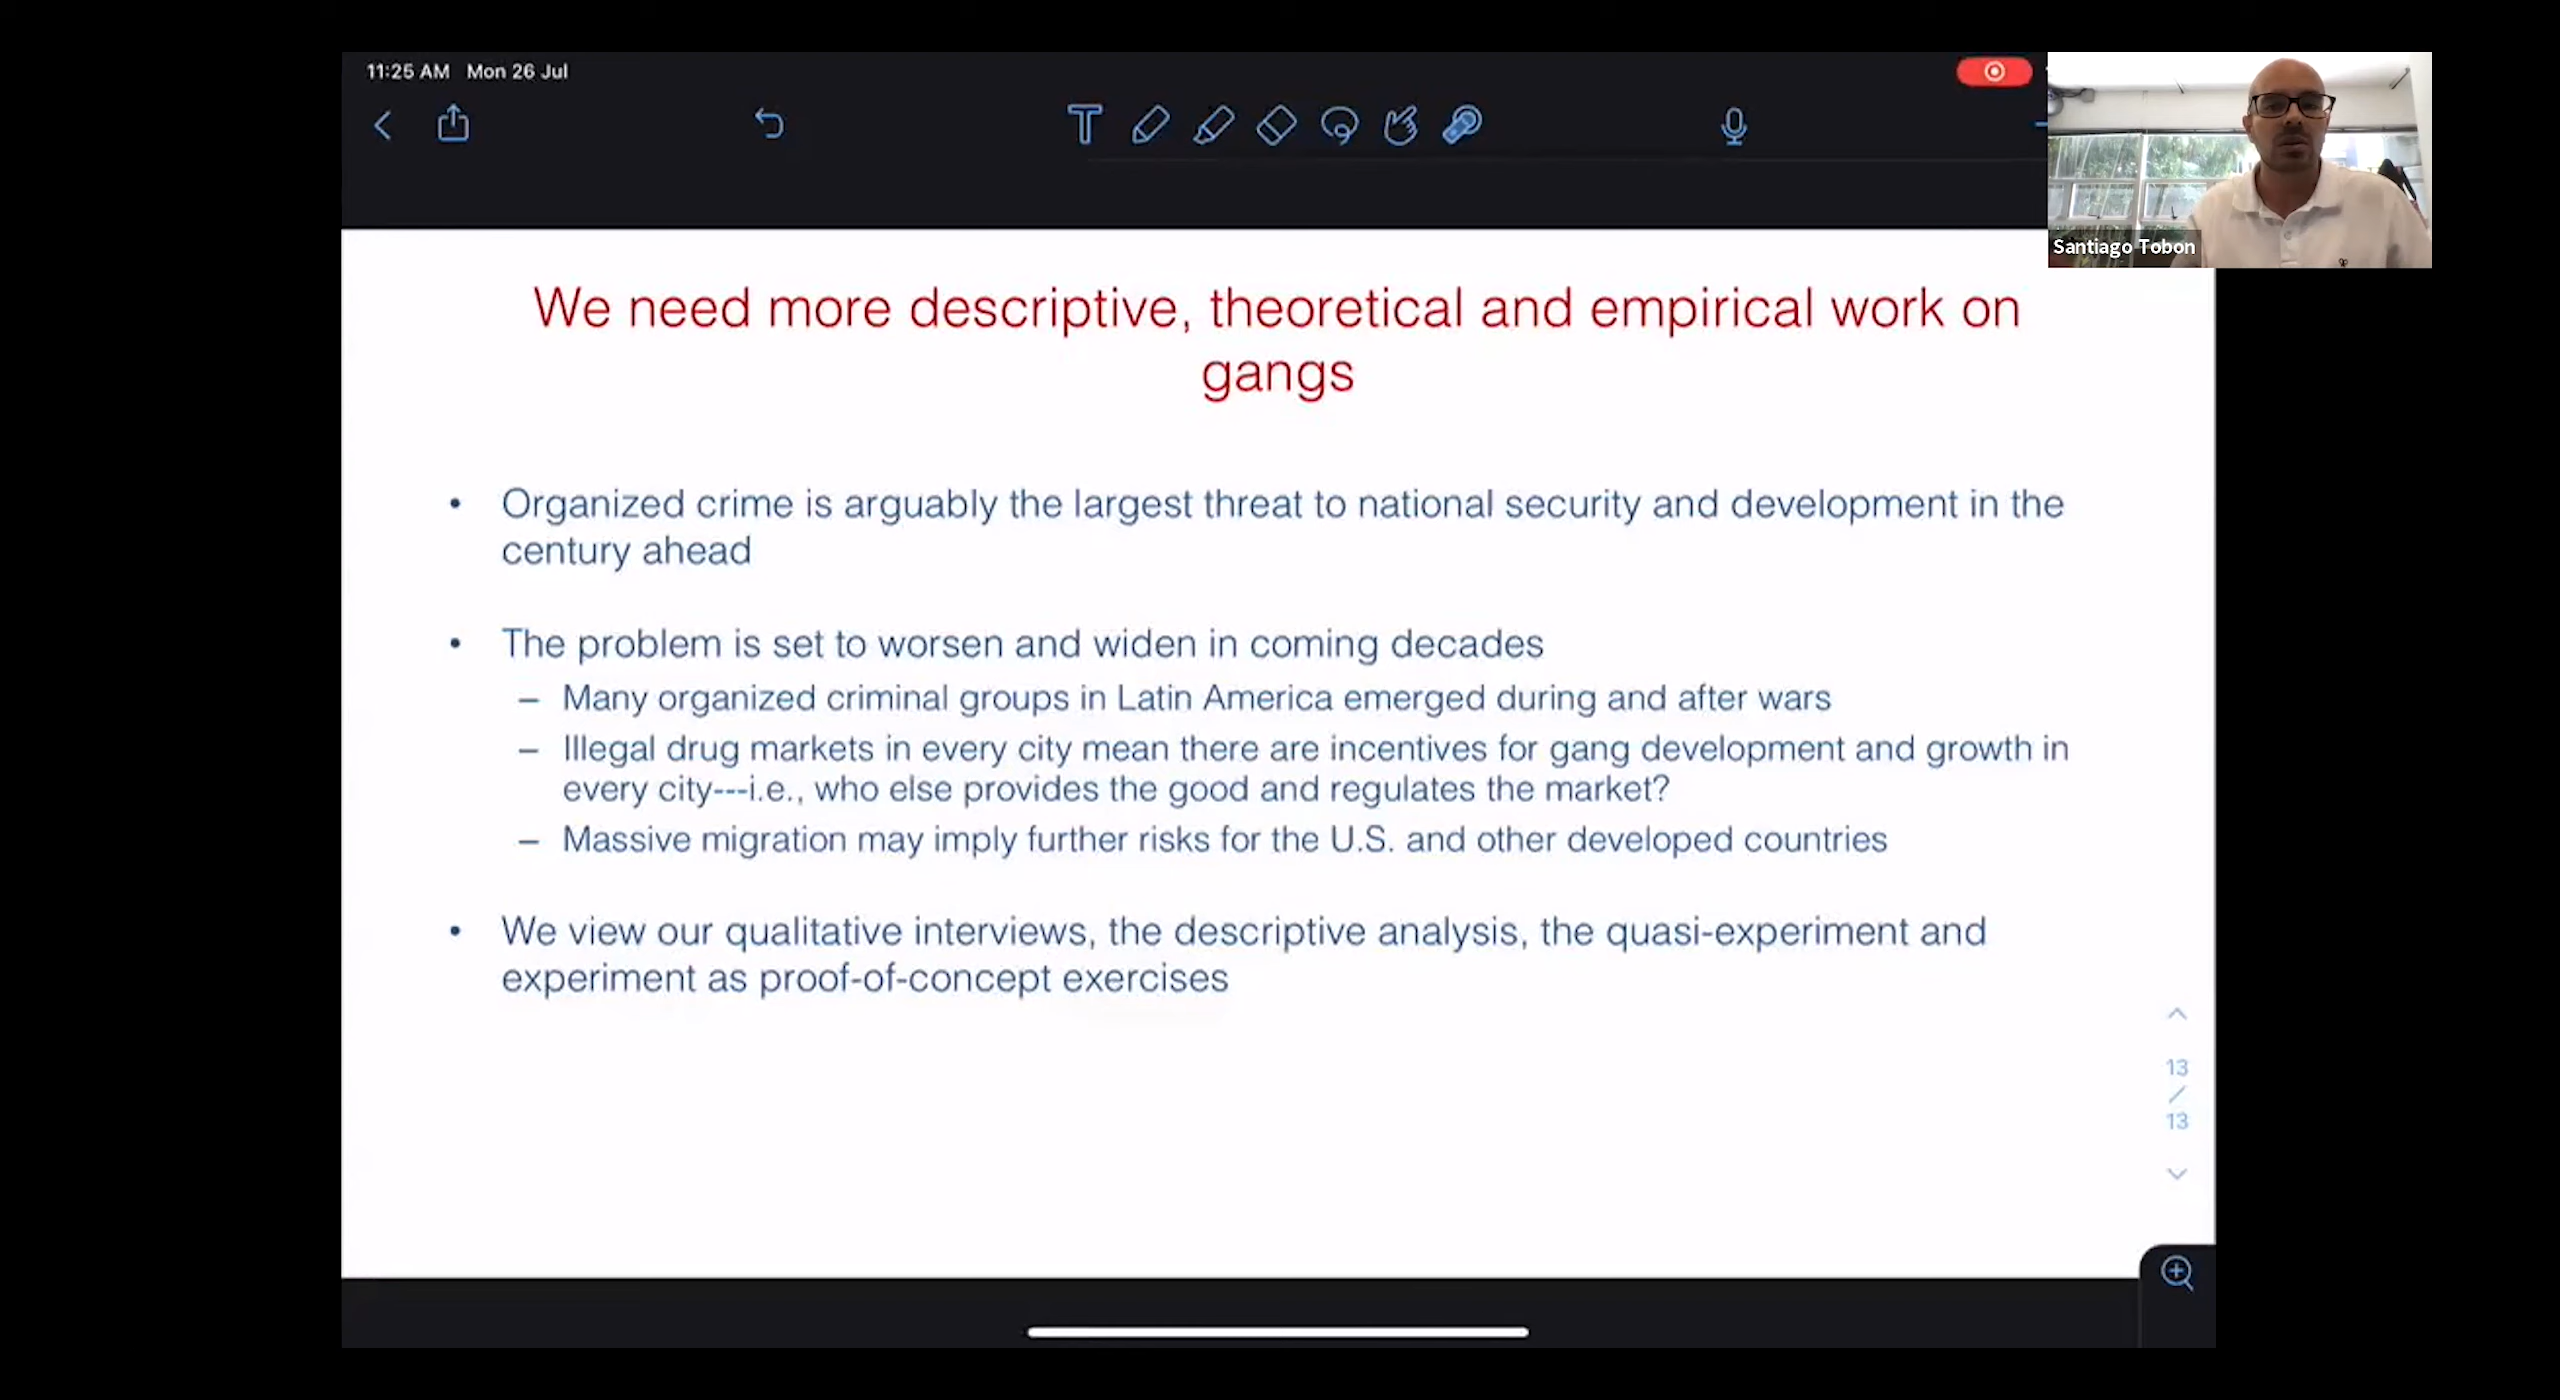 11:25 AM Mon 26 Jul
Santiago Tobon
We need more descriptive, theoretical and empirical work on
gangs
• Organized crime is arguably the largest threat to national security and development in the
century ahead
• The problem is set to worsen and widen in coming decades
– Many organized criminal groups in Latin America emerged during and after wars
– Illegal drug markets in every city mean there are incentives for gang development and growth in
every city---i.e., who else provides the good and regulates the market?
– Massive migration may imply further risks for the U.S. and other developed countries
• We view our qualitative interviews, the descriptive analysis, the quasi-experiment and
experiment as proof-of-concept exercises
13
/
13